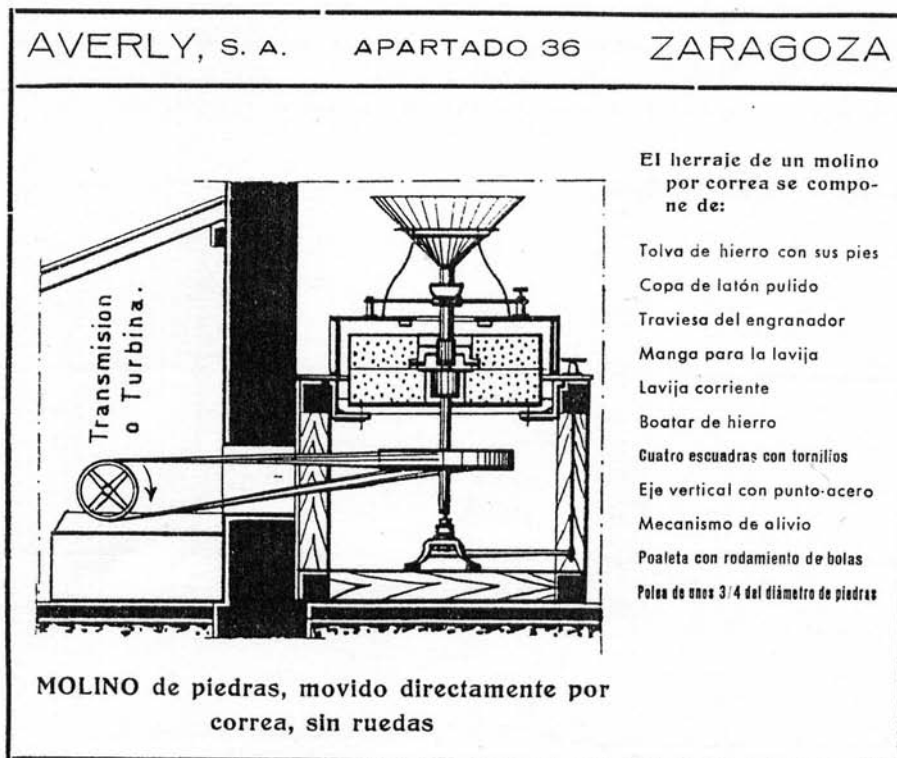 AVERLY, S. A. APARTADO 36 ZARAGOZA
Transmision
o Turbina.
El herraje de un molino
por correa se compo-
ne de:
Tolva de hierro con sus pies
Copa de latón pulido
Traviesa del engranador
Manga para la lavija
Lavija corriente
Boatar de hierro
Cuatro escuadras con tornillos
Eje vertical con punto-acero
Mecanismo de alivio
Poaleta con rodamiento de bolas
Polea de unos 3/4 del diámetro de piedras
MOLINO de piedras, movido directamente por
correa, sin ruedas